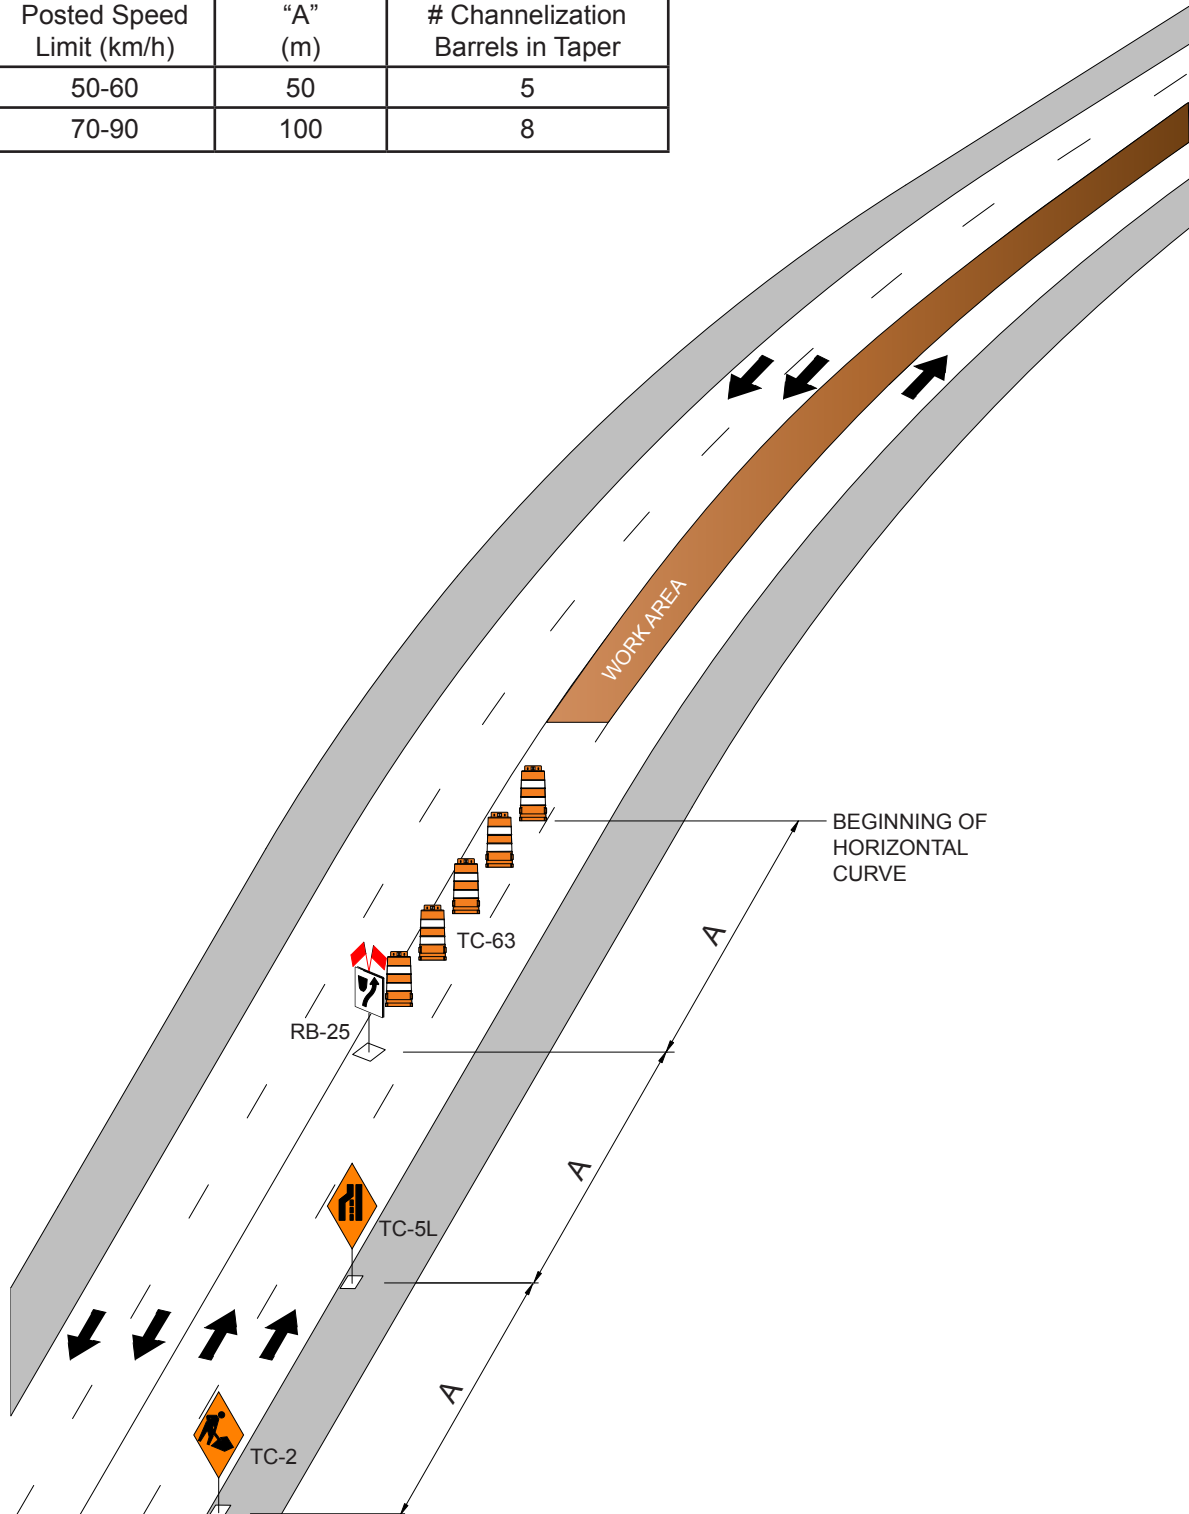 Posted Speed
Limit (km/h)
“A”
(m)
# Channelization
Barrels in Taper
50-60
50
5
70-90
100
8
WORK AREA
BEGINNING OF
HORIZONTAL
CURVE
A
TC-63
RB-25
A
TC-5L
A
TC-2